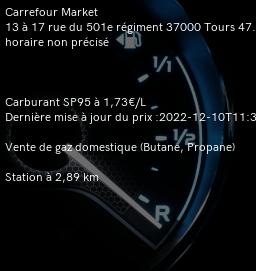 Carrefour Market
13 à 17 rue du 501e régiment 37000 Tours 47.
horaire non précisé
1/1
Carburant SP95 à 1,73€/L
Dernière mise à jour du prix :2022-12-10T11:3
1/2
Vente de gaz domestique (Butane, Propane)
Station à 2,89 km
R